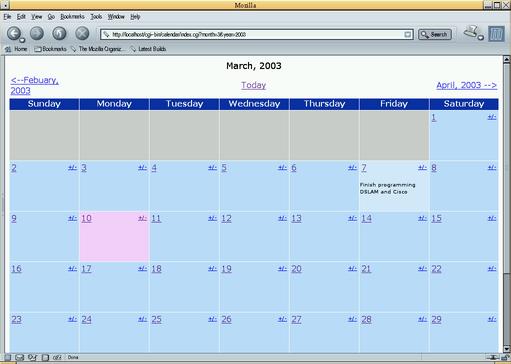 Mozilla
File Edit View Go Bookmarks Tools Window Help
http://localhost/cgi-bin/calendar/index.cgi?month=3&year=2003 Search
Home Bookmarks The Mozilla Organiz... Latest Builds
March, 2003
<--Febuary, 2003 Today April, 2003 -->
Sunday Monday Tuesday Wednesday Thursday Friday Saturday
1 +/-
2 +/- 3 +/- 4 +/- 5 +/- 6 +/- 7 +/- 8 +/-
Finish programming
DSLAM and Cisco
9 +/- 10 +/- 11 +/- 12 +/- 13 +/- 14 +/- 15 +/-
16 +/- 17 +/- 18 +/- 19 +/- 20 +/- 21 +/- 22 +/-
23 +/- 24 +/- 25 +/- 26 +/- 27 +/- 28 +/- 29 +/-
Done